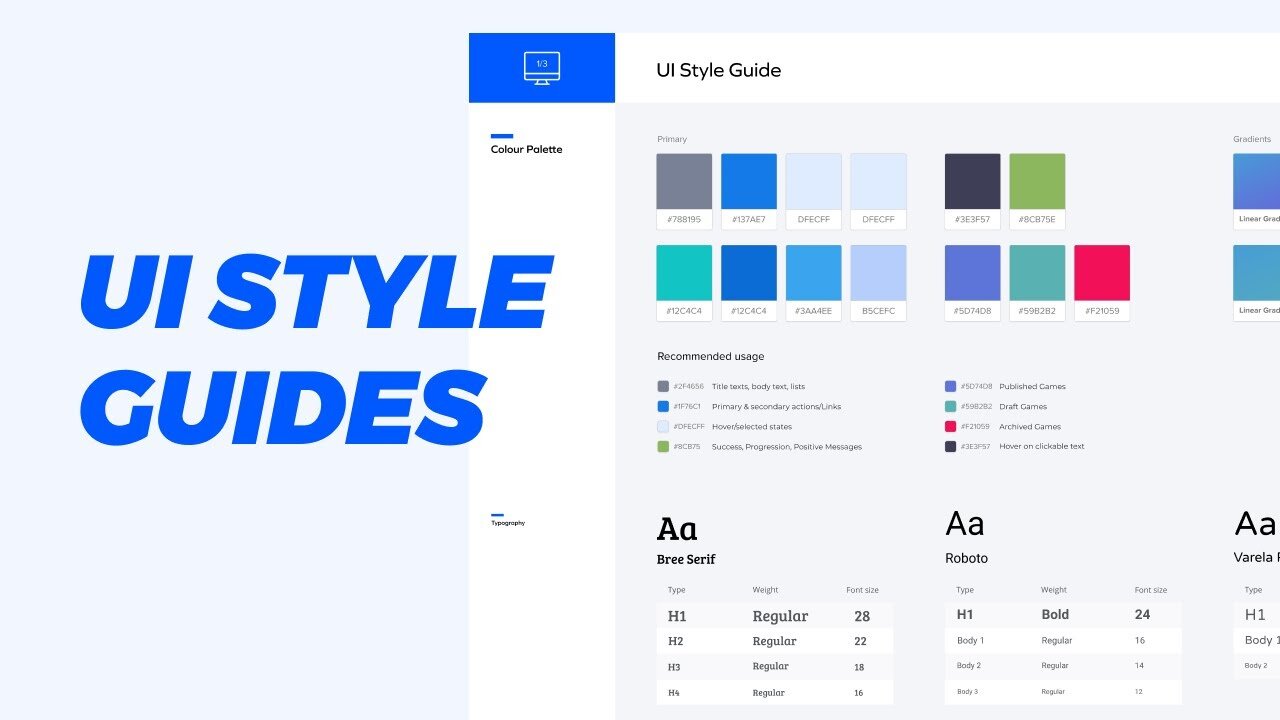 1/3
UI Style Guide
Colour Palette
Primary
Gradients
#788195 #137AE7 DFECFF DFECFF #3E3F57 #8CB75E Linear Grad
#12C4C4 #12C4C4 #3AA4EE B5CEFC #5D74D8 #59B2B2 #F21059 Linear Grad
UI STYLE
GUIDES
Recommended usage
#2F4656 Title texts, body text, lists
#1F76C1 Primary & secondary actions/Links
#DFECFF Hover/selected states
#8CB75 Success, Progression, Positive Messages
#5D74D8 Published Games
#59B2B2 Draft Games
#F21059 Archived Games
#3E3F57 Hover on clickable text
Typography
Aa
Bree Serif
Type Weight Font size
H1 Regular 28
H2 Regular 22
H3 Regular 18
H4 Regular 16
Aa
Roboto
Type Weight Font size
H1 Bold 24
Body 1 Regular 16
Body 2 Regular 14
Body 3 Regular 12
Aa
Varela
Type
H1
Body 1
Body 2